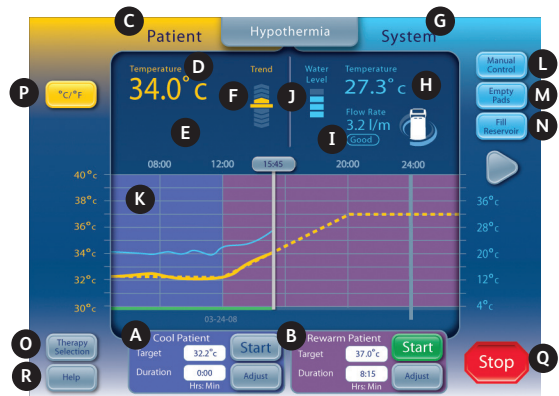 C
Patient
Hypothermia
System
G
Temperature D
34.0°c
E
F
Trend
J
Water
Level
Temperature
27.3°c
H
Flow Rate
3.2 l/m
Good
I
P
°C/°F
Manual
Control
L
Empty
Pads
M
Fill
Reservoir
N
08:00
12:00
15:45
20:00
24:00
K
40°c
38°c
36°c
34°c
32°c
30°c
36°c
28°c
20°c
12°c
4°c
03-24-08
A
Cool Patient
Target
32.2°c
Start
Duration
0:00
Hrs: Min
Adjust
B
Rewarm Patient
Target
37.0°c
Start
Duration
8:15
Hrs: Min
Adjust
O
Therapy
Selection
R
Help
Stop
Q